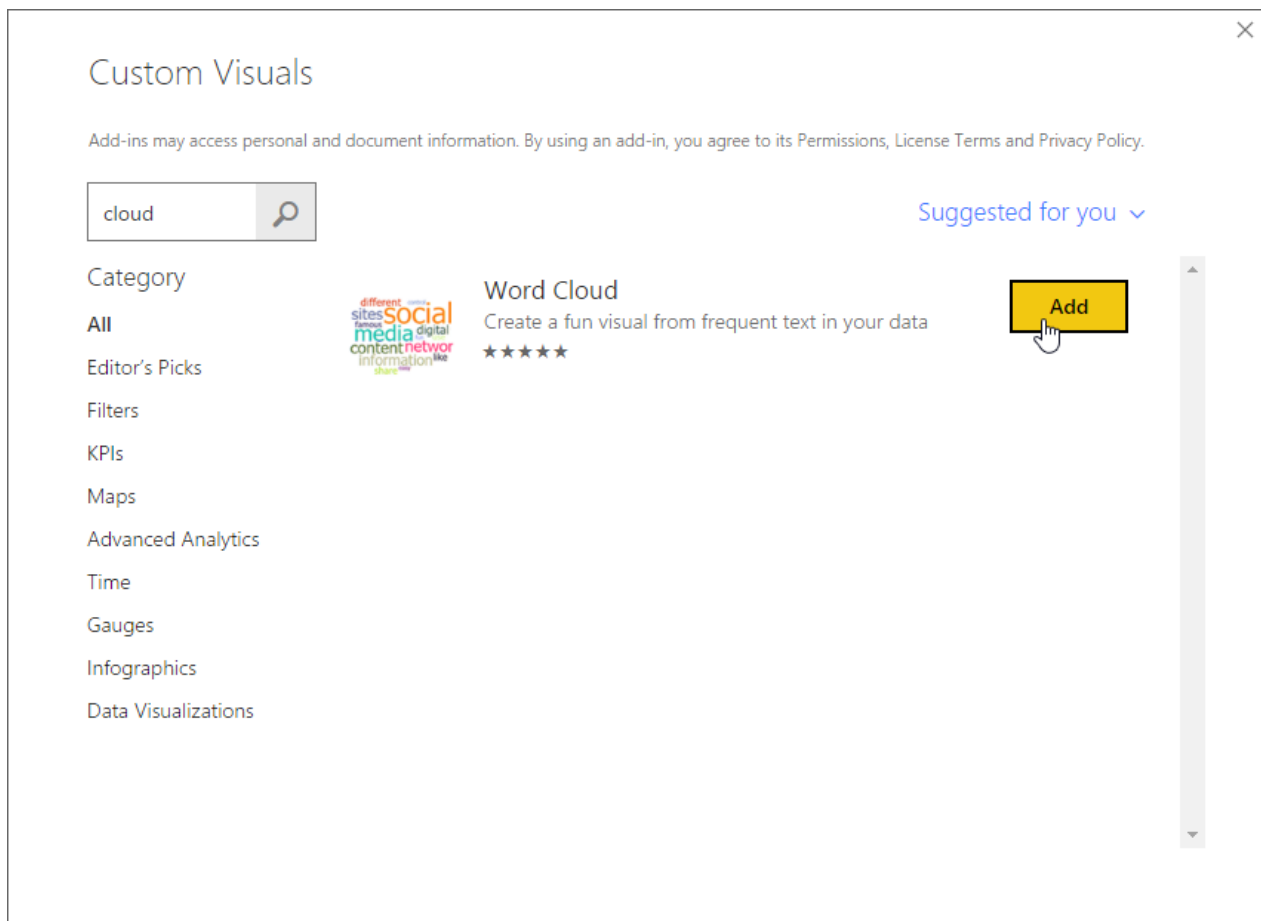 Custom Visuals
Add-ins may access personal and document information. By using an add-in, you agree to its Permissions, License Terms and Privacy Policy.
cloud
Suggested for you
Category
All
Editor's Picks
Filters
KPIs
Maps
Advanced Analytics
Time
Gauges
Infographics
Data Visualizations
different
sites social
famous
media digital
content networ
information like
share
Word Cloud
Create a fun visual from frequent text in your data
★★★★★
Add